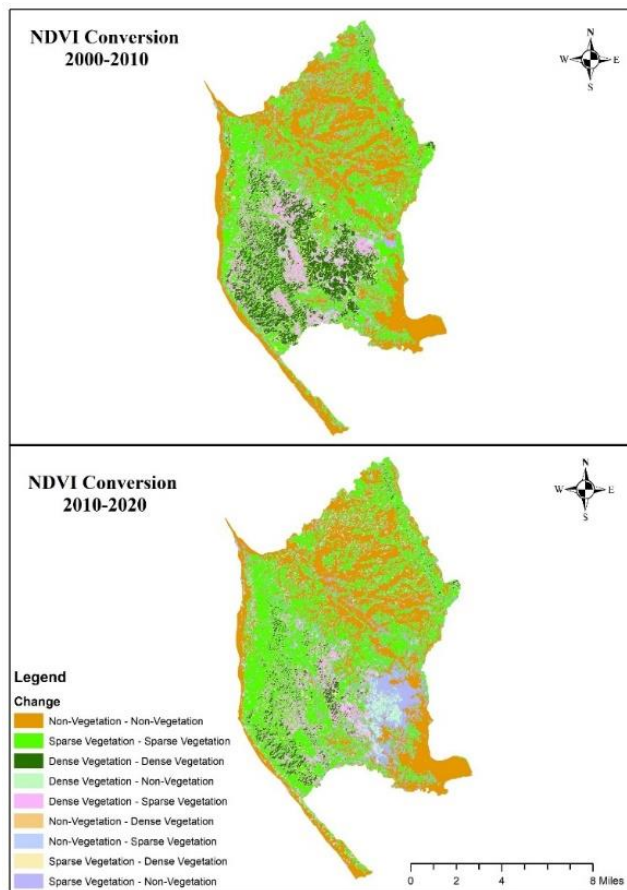 NDVI Conversion
2000-2010
N
W E
S
NDVI Conversion
2010-2020
N
W E
S
Legend
Change
Non-Vegetation - Non-Vegetation
Sparse Vegetation - Sparse Vegetation
Dense Vegetation - Dense Vegetation
Dense Vegetation - Non-Vegetation
Dense Vegetation - Sparse Vegetation
Non-Vegetation - Dense Vegetation
Non-Vegetation - Sparse Vegetation
Sparse Vegetation - Dense Vegetation
Sparse Vegetation - Non-Vegetation
0 2 4 8 Miles